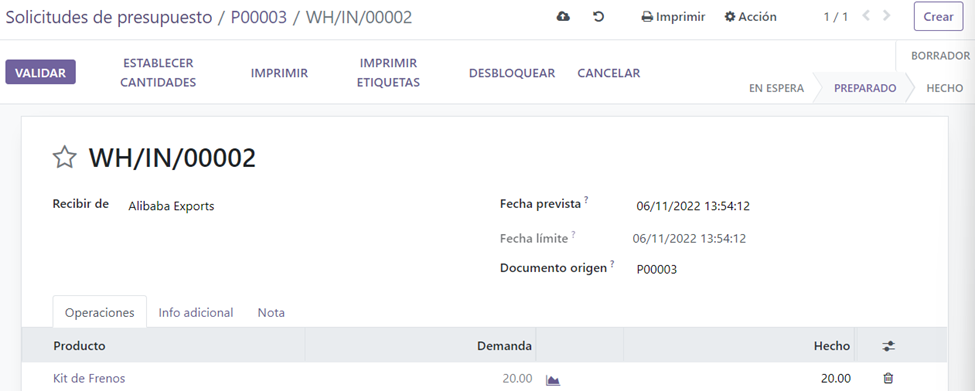 Solicitudes de presupuesto / P00003 / WH/IN/00002
Imprimir
Acción
1 / 1
Crear
VALIDAR
ESTABLECER
CANTIDADES
IMPRIMIR
IMPRIMIR
ETIQUETAS
DESBLOQUEAR
CANCELAR
BORRADOR
EN ESPERA
PREPARADO
HECHO
WH/IN/00002
Recibir de Alibaba Exports
Fecha prevista ? 06/11/2022 13:54:12
Fecha límite ? 06/11/2022 13:54:12
Documento origen ? P00003
Operaciones Info adicional Nota
Producto Demanda Hecho
Kit de Frenos 20.00 20.00